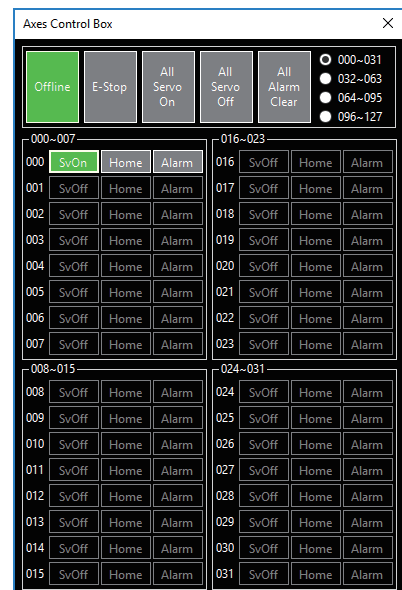 Axes Control Box
Offline
E-Stop
All
Servo
On
All
Servo
Off
All
Alarm
Clear
000~031
032~063
064~095
096~127
000~007
000 SvOn Home Alarm
001 SvOff Home Alarm
002 SvOff Home Alarm
003 SvOff Home Alarm
004 SvOff Home Alarm
005 SvOff Home Alarm
006 SvOff Home Alarm
007 SvOff Home Alarm
016~023
016 SvOff Home Alarm
017 SvOff Home Alarm
018 SvOff Home Alarm
019 SvOff Home Alarm
020 SvOff Home Alarm
021 SvOff Home Alarm
022 SvOff Home Alarm
023 SvOff Home Alarm
008~015
008 SvOff Home Alarm
009 SvOff Home Alarm
010 SvOff Home Alarm
011 SvOff Home Alarm
012 SvOff Home Alarm
013 SvOff Home Alarm
014 SvOff Home Alarm
015 SvOff Home Alarm
024~031
024 SvOff Home Alarm
025 SvOff Home Alarm
026 SvOff Home Alarm
027 SvOff Home Alarm
028 SvOff Home Alarm
029 SvOff Home Alarm
030 SvOff Home Alarm
031 SvOff Home Alarm